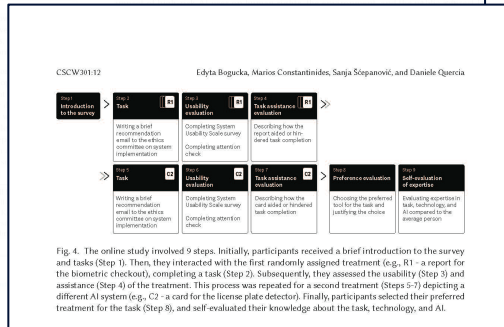 CSCW301:12
Edyta Bogucka, Marios Constantinides, Sanja Šćepanović, and Daniele Quercia
Step 1
Introduction
to the survey
Step 2
Task
R1
Writing a brief
recommendation
email to the ethics
committee on system
implementation
Step 3
Usability
evaluation
R1
Completing System
Usability Scale survey
Completing attention
check
Step 4
Task assistance
evaluation
R1
Describing how the
report aided or hin-
dered task completion
Step 5
Task
C2
Writing a brief
recommendation
email to the ethics
committee on system
implementation
Step 6
Usability
evaluation
C2
Completing System
Usability Scale survey
Completing attention
check
Step 7
Task assistance
evaluation
C2
Describing how the
card aided or hindered
task completion
Step 8
Preference evaluation
Choosing the preferred
tool for the task and
justifying the choice
Step 9
Self-evaluation
of expertise
Evaluating expertise in
task, technology, and
AI compared to the
average person
Fig. 4. The online study involved 9 steps. Initially, participants received a brief introduction to the survey
and tasks (Step 1). Then, they interacted with the first randomly assigned treatment (e.g., R1 - a report for
the biometric checkout), completing a task (Step 2). Subsequently, they assessed the usability (Step 3) and
assistance (Step 4) of the treatment. This process was repeated for a second treatment (Steps 5-7) depicting
a different AI system (e.g., C2 - a card for the license plate detector). Finally, participants selected their preferred
treatment for the task (Step 8), and self-evaluated their knowledge about the task, technology, and AI.